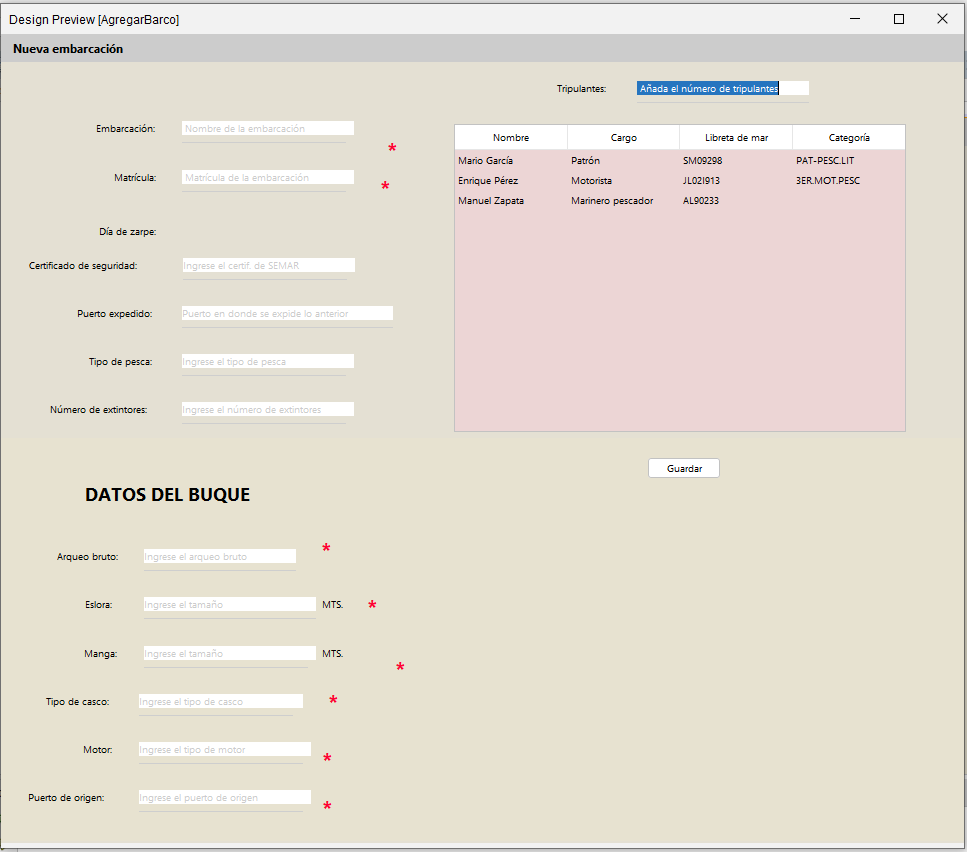 Design Preview [AgregarBarco]
Nueva embarcación
Tripulantes: Añada el número de tripulantes
Embarcación: Nombre de la embarcación *
Matrícula: Matrícula de la embarcación *
Día de zarpe:
Certificado de seguridad: Ingrese el certif. de SEMAR
Puerto expedido: Puerto en donde se expide lo anterior
Tipo de pesca: Ingrese el tipo de pesca
Número de extintores: Ingrese el número de extintores
Nombre Cargo Libreta de mar Categoría
Mario García Patrón SM09298 PAT-PESC.LIT
Enrique Pérez Motorista JL02I913 3ER.MOT.PESC
Manuel Zapata Marinero pescador AL90233
Guardar
DATOS DEL BUQUE
Arqueo bruto: Ingrese el arqueo bruto *
Eslora: Ingrese el tamaño MTS. *
Manga: Ingrese el tamaño MTS. *
Tipo de casco: Ingrese el tipo de casco *
Motor: Ingrese el tipo de motor *
Puerto de origen: Ingrese el puerto de origen *